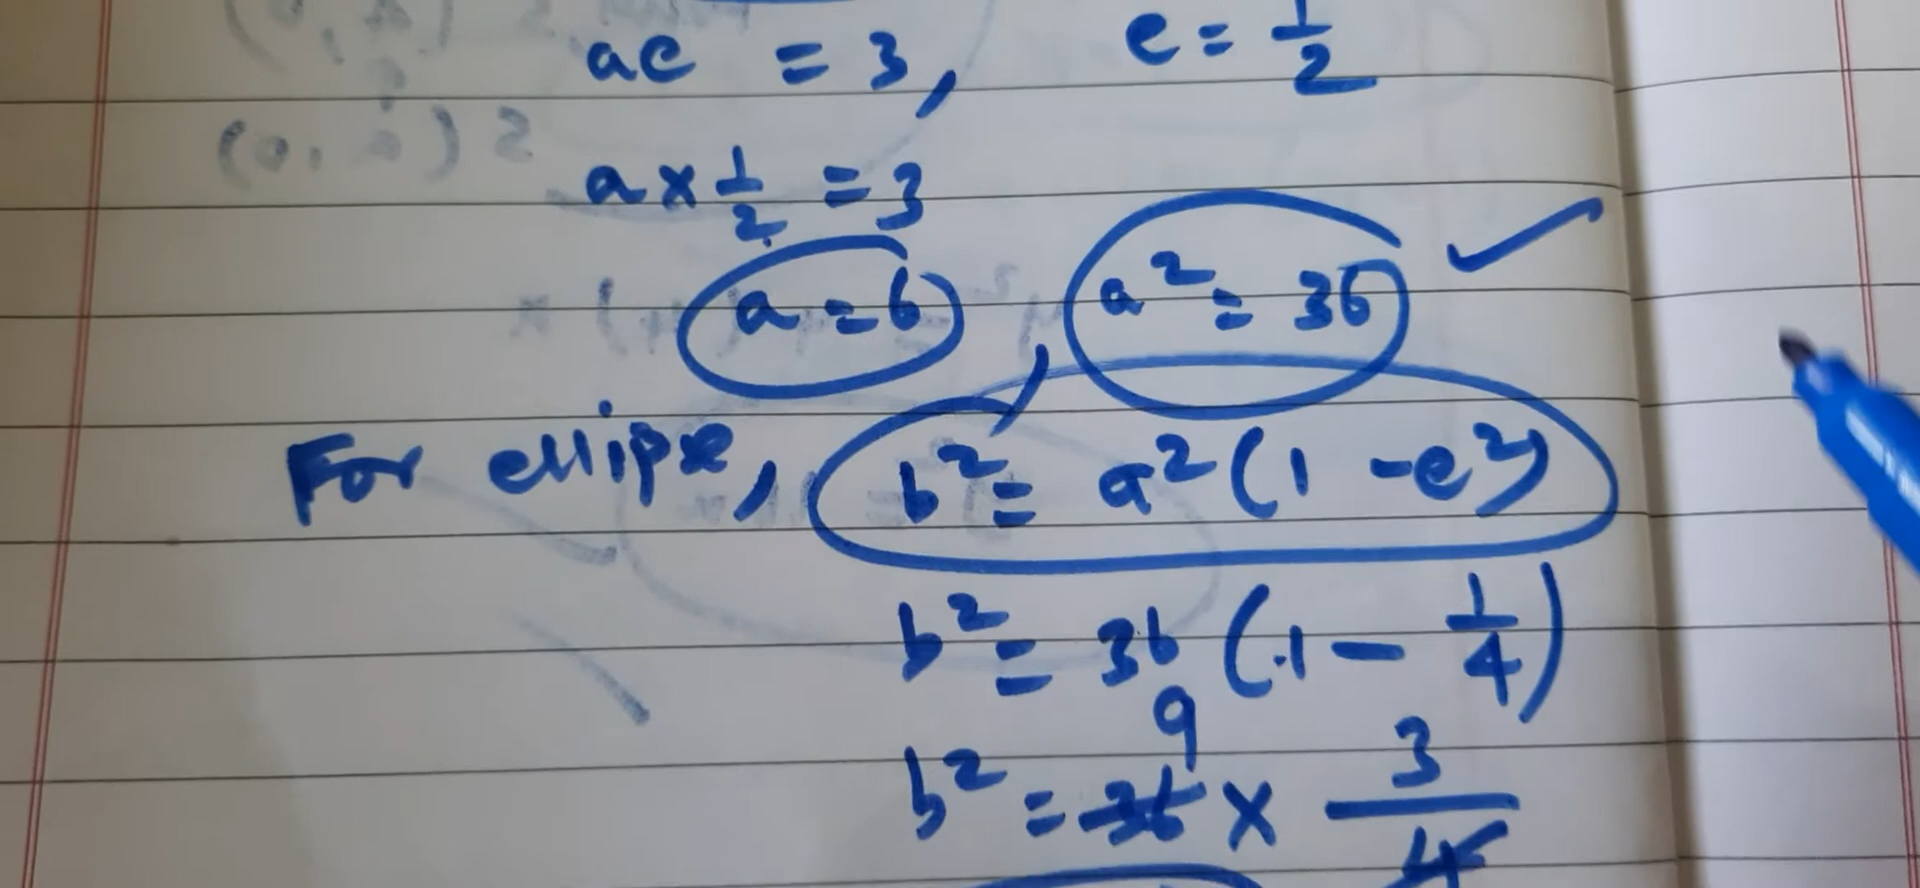 ae = 3, e = 1/2
a × 1/2 = 3
a = 6, a² = 36 ✓
For ellipse, b² = a²(1 - e²)
b² = 36 (1 - 1/4)
9
b² = 36 × 3/4